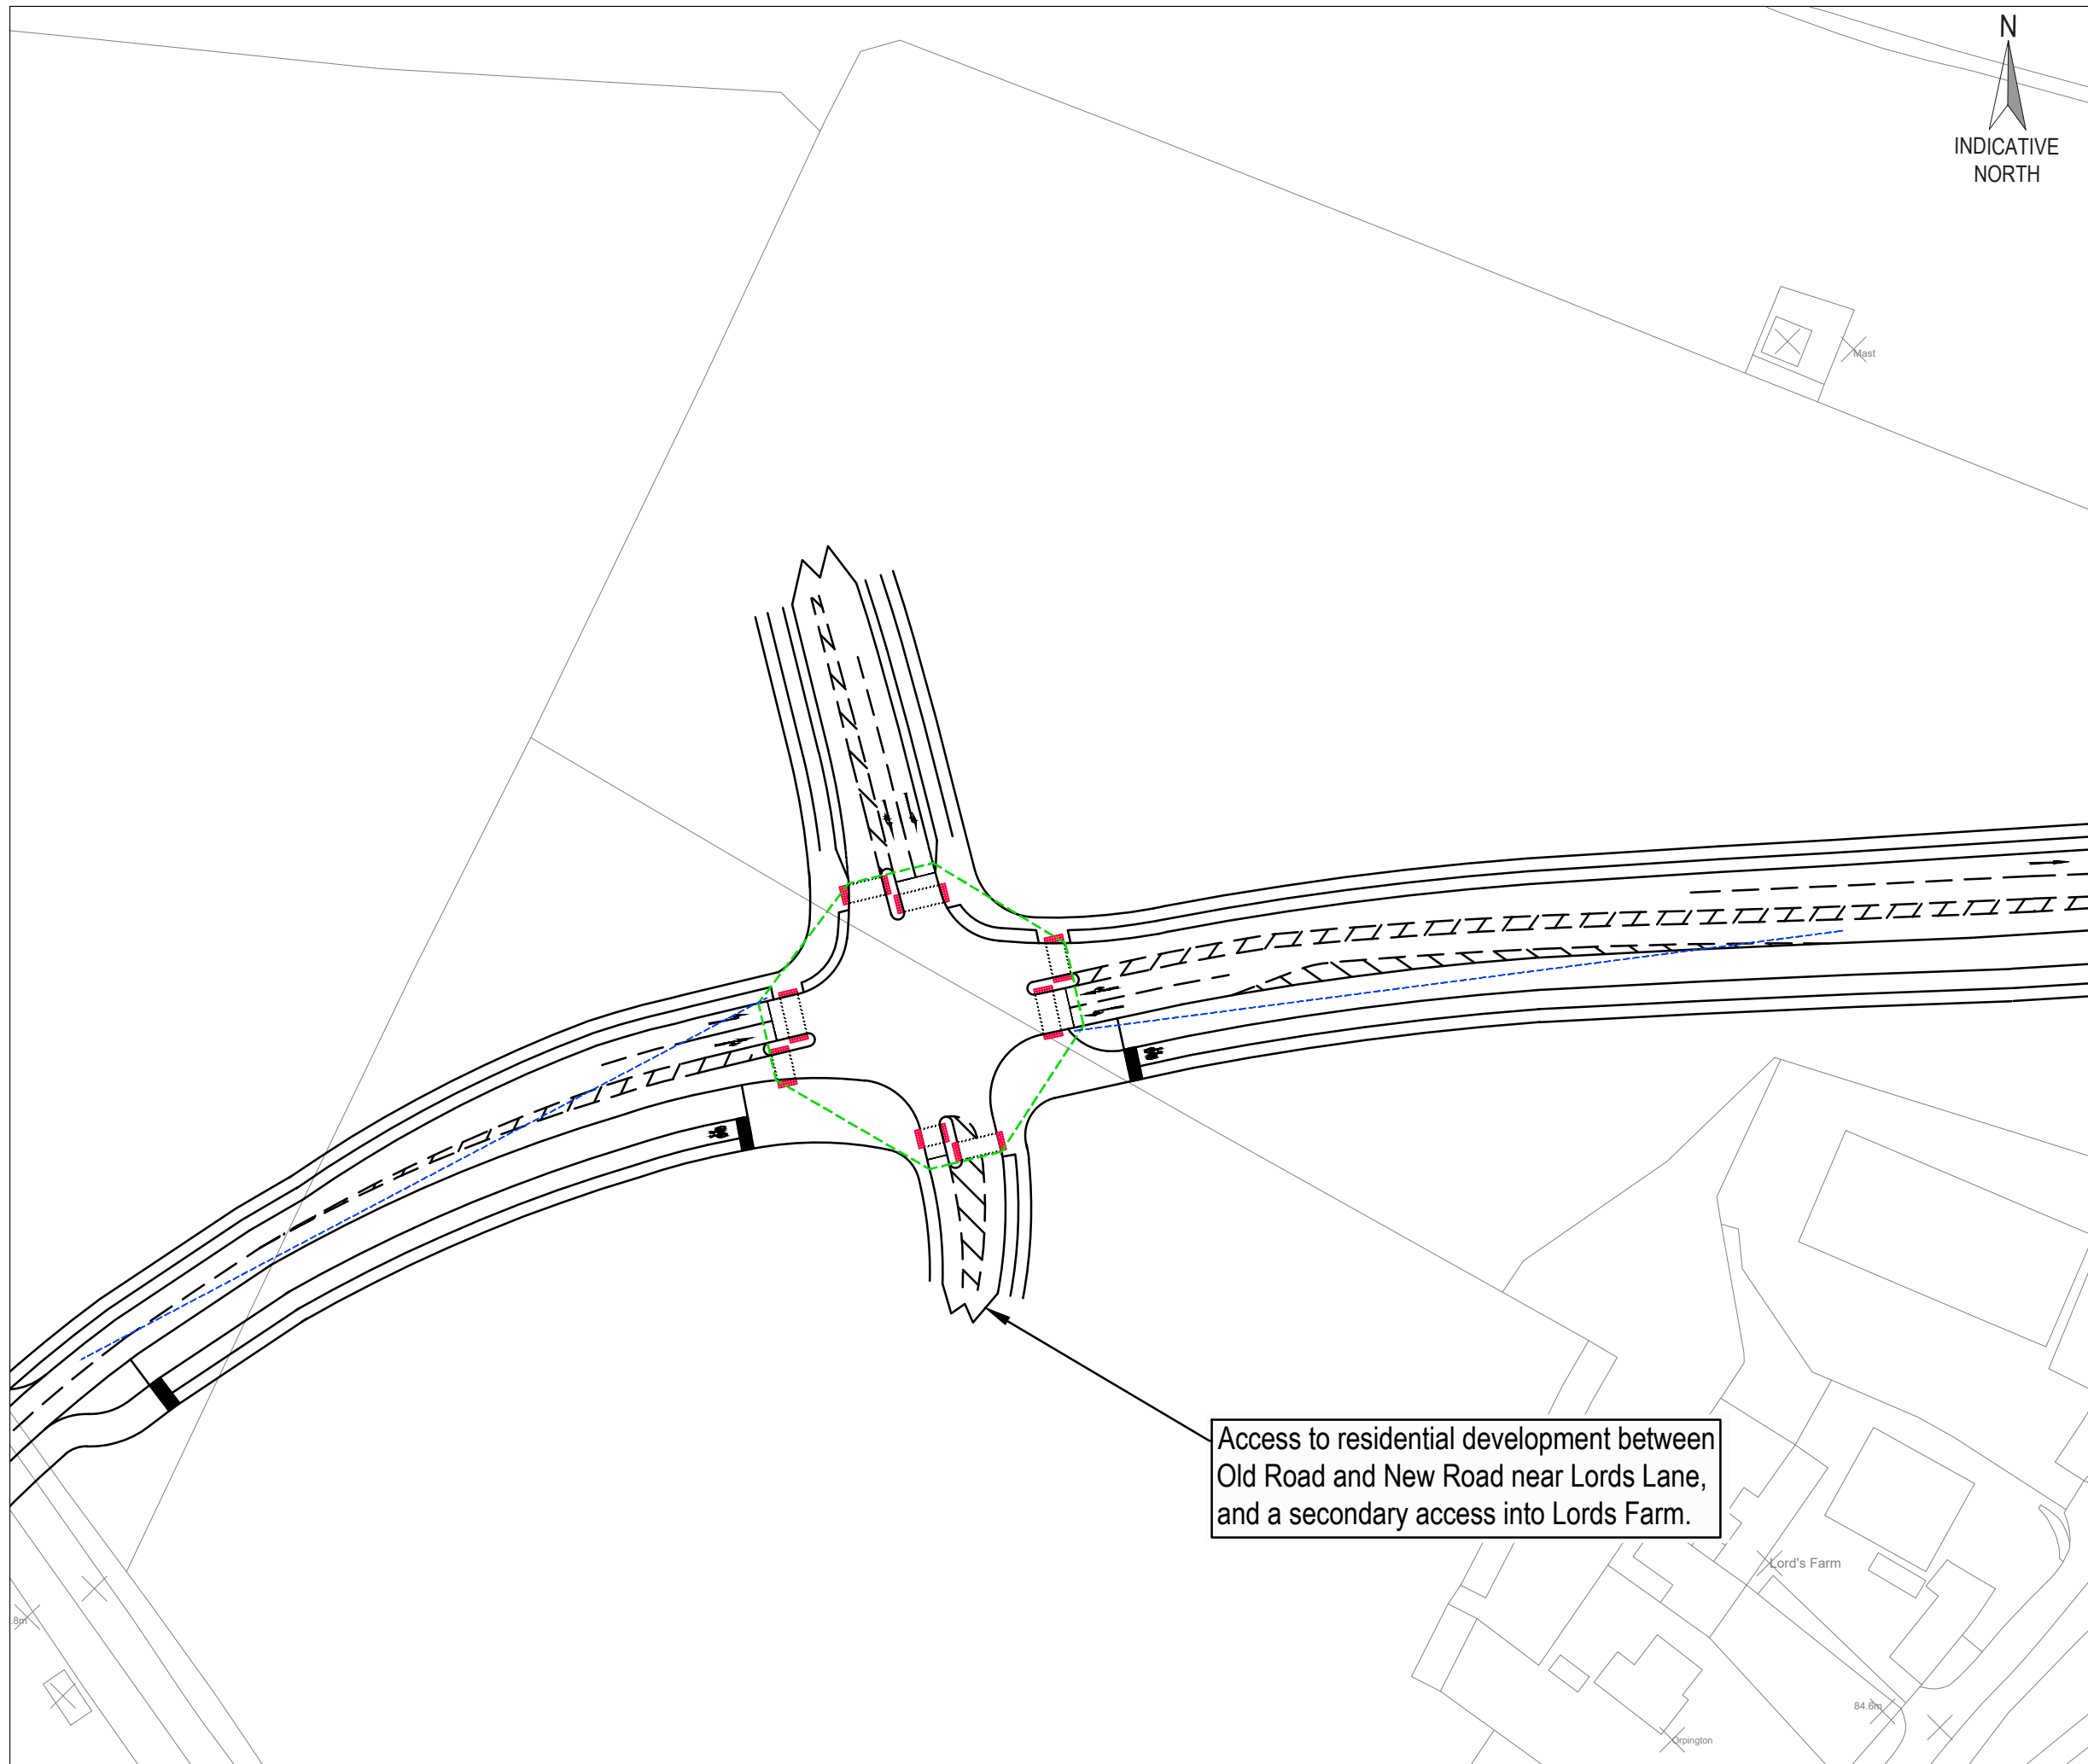 N
INDICATIVE
NORTH
Mast
Access to residential development between
Old Road and New Road near Lords Lane,
and a secondary access into Lords Farm.
Lord's Farm
.8m
84.6m
Orpington